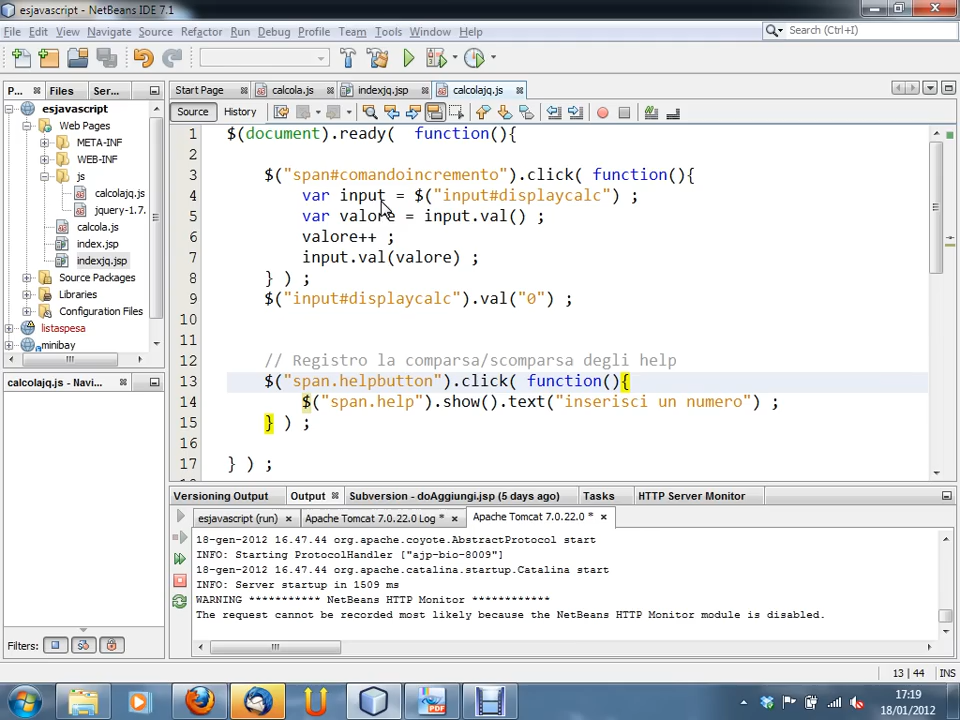 esjavascript - NetBeans IDE 7.1
File Edit View Navigate Source Refactor Run Debug Profile Team Tools Window Help
Search (Ctrl+I)
P... Files Ser...
Start Page calcola.js indexjq.jsp calcolajq.js
Source History
esjavascript
Web Pages
META-INF
WEB-INF
js
calcolajq.js
jquery-1.7.
calcola.js
index.jsp
indexjq.jsp
Source Packages
Libraries
Configuration Files
listaspesa
minibay
calcolajq.js - Navi...
Filters:
1 $(document).ready(  function(){
2
3 $("span#comandoincremento").click( function(){
4 var input = $("input#displaycalc") ;
5 var valore = input.val() ;
6 valore++ ;
7 input.val(valore) ;
8 } ) ;
9 $("input#displaycalc").val("0") ;
10
11
12 // Registro la comparsa/scomparsa degli help
13 $("span.helpbutton").click( function(){
14 $("span.help").show().text("inserisci un numero") ;
15 } ) ;
16
17 } ) ;
Versioning Output Output Subversion - doAggiungi.jsp (5 days ago) Tasks HTTP Server Monitor
esjavascript (run) Apache Tomcat 7.0.22.0 Log * Apache Tomcat 7.0.22.0 *
18-gen-2012 16.47.44 org.apache.coyote.AbstractProtocol start
INFO: Starting ProtocolHandler ["ajp-bio-8009"]
18-gen-2012 16.47.44 org.apache.catalina.startup.Catalina start
INFO: Server startup in 1509 ms
WARNING *********** NetBeans HTTP Monitor ************
The request cannot be recorded most likely because the NetBeans HTTP Monitor module is disabled.
13 | 44 INS
PDF
17:19
18/01/2012